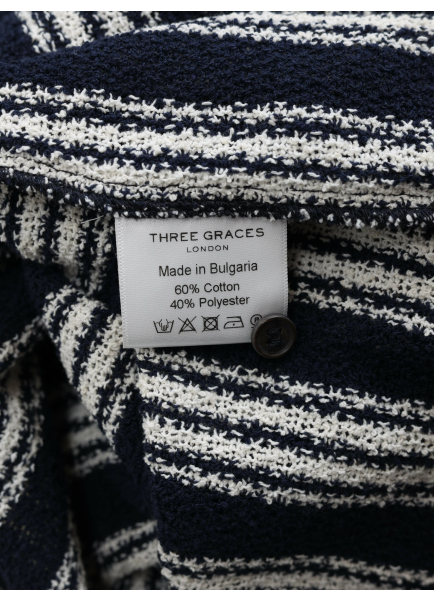 THREE GRACES
LONDON
Made in Bulgaria
60% Cotton
40% Polyester